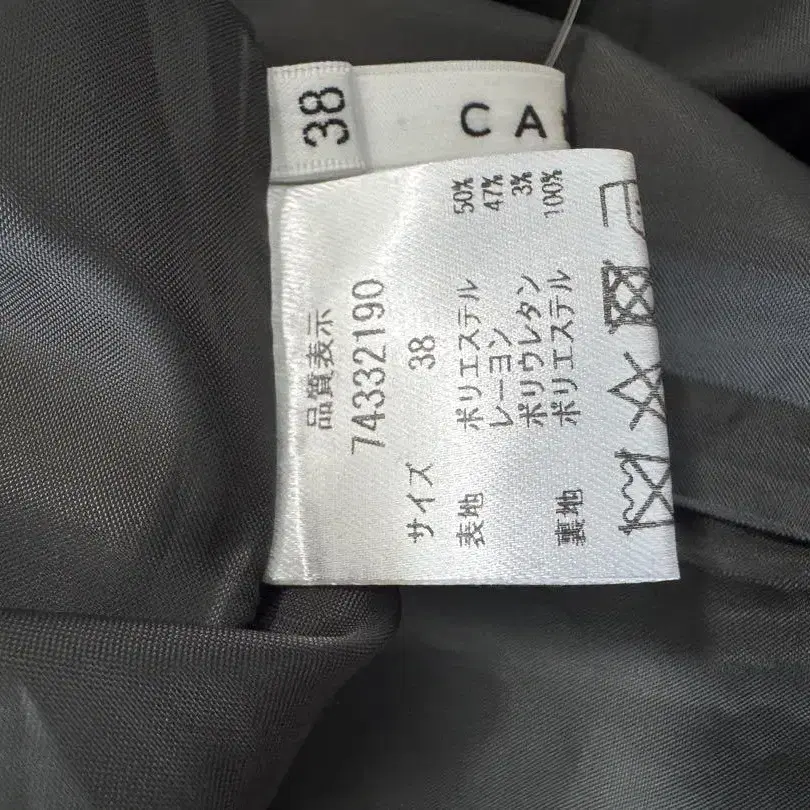 38
CA
品質表示
74332190
サイズ 38
表地 ポリエステル 50%
レーヨン 47%
ポリウレタン 3%
裏地 ポリエステル 100%